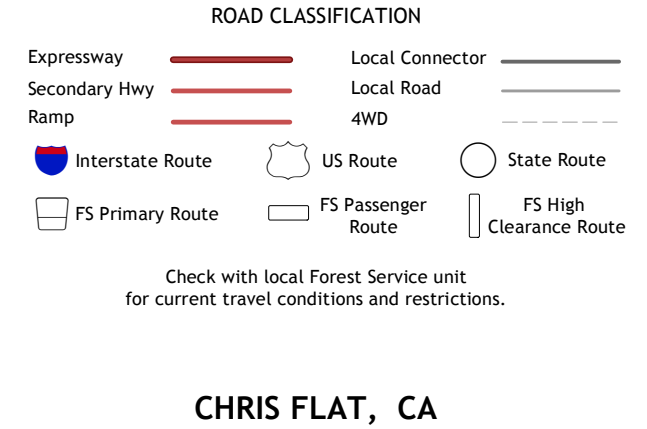 ROAD CLASSIFICATION
Expressway
Local Connector
Secondary Hwy
Local Road
Ramp
4WD
Interstate Route
US Route
State Route
FS Primary Route
FS Passenger
Route
FS High
Clearance Route
Check with local Forest Service unit
for current travel conditions and restrictions.
CHRIS FLAT, CA